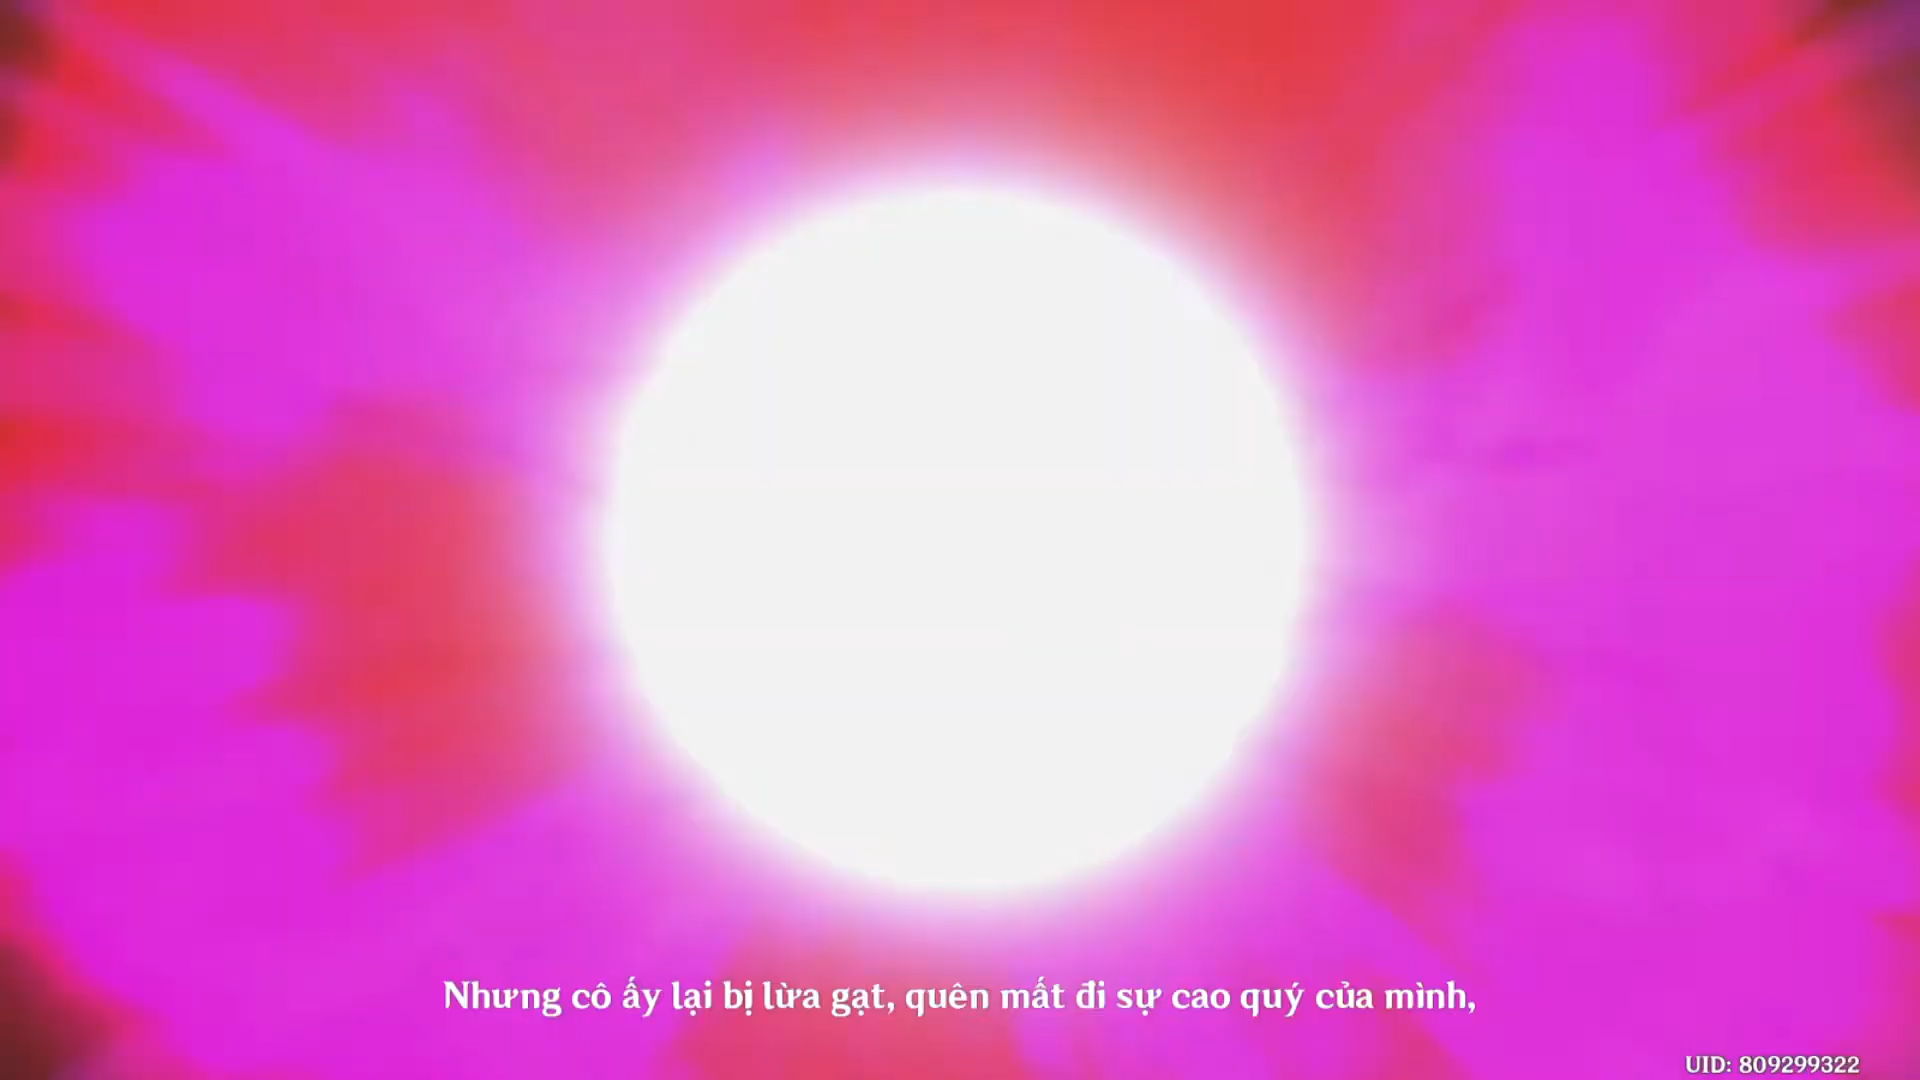 Nhưng cô ấy lại bị lừa gạt, quên mất đi sự cao quý của mình,
UID: 809299322